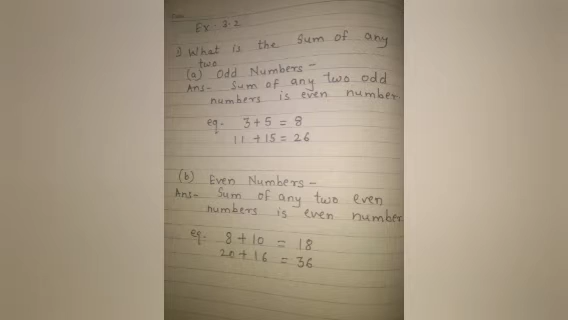 Ex. 3.2
1) What is the Sum of any
two
(a) Odd Numbers -
Ans- Sum of any two odd
numbers is even number
eg. 3+5 = 8
11 +15 = 26
(b) Even Numbers -
Ans- Sum of any two even
numbers is even number
eg. 8+10 = 18
20+16 = 36